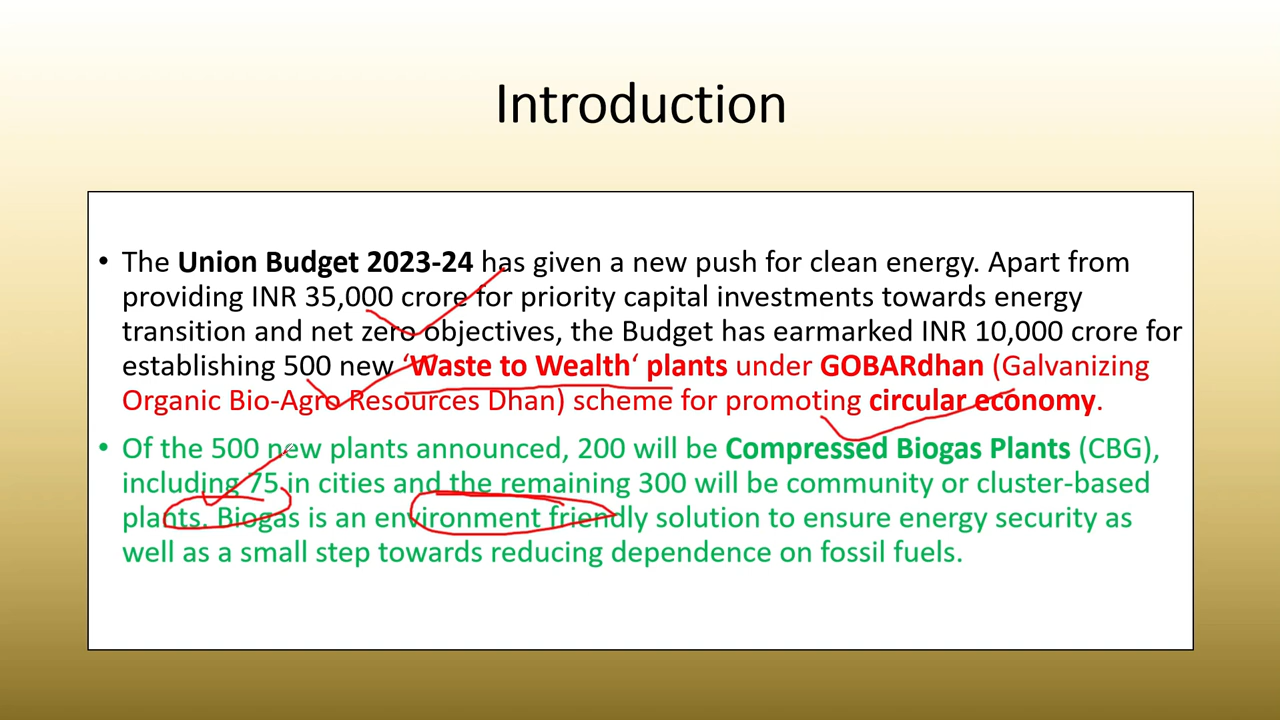 Introduction
• The Union Budget 2023-24 has given a new push for clean energy. Apart from
providing INR 35,000 crore for priority capital investments towards energy
transition and net zero objectives, the Budget has earmarked INR 10,000 crore for
establishing 500 new ‘Waste to Wealth‘ plants under GOBARdhan (Galvanizing
Organic Bio-Agro Resources Dhan) scheme for promoting circular economy.
• Of the 500 new plants announced, 200 will be Compressed Biogas Plants (CBG),
including 75 in cities and the remaining 300 will be community or cluster-based
plants. Biogas is an environment friendly solution to ensure energy security as
well as a small step towards reducing dependence on fossil fuels.